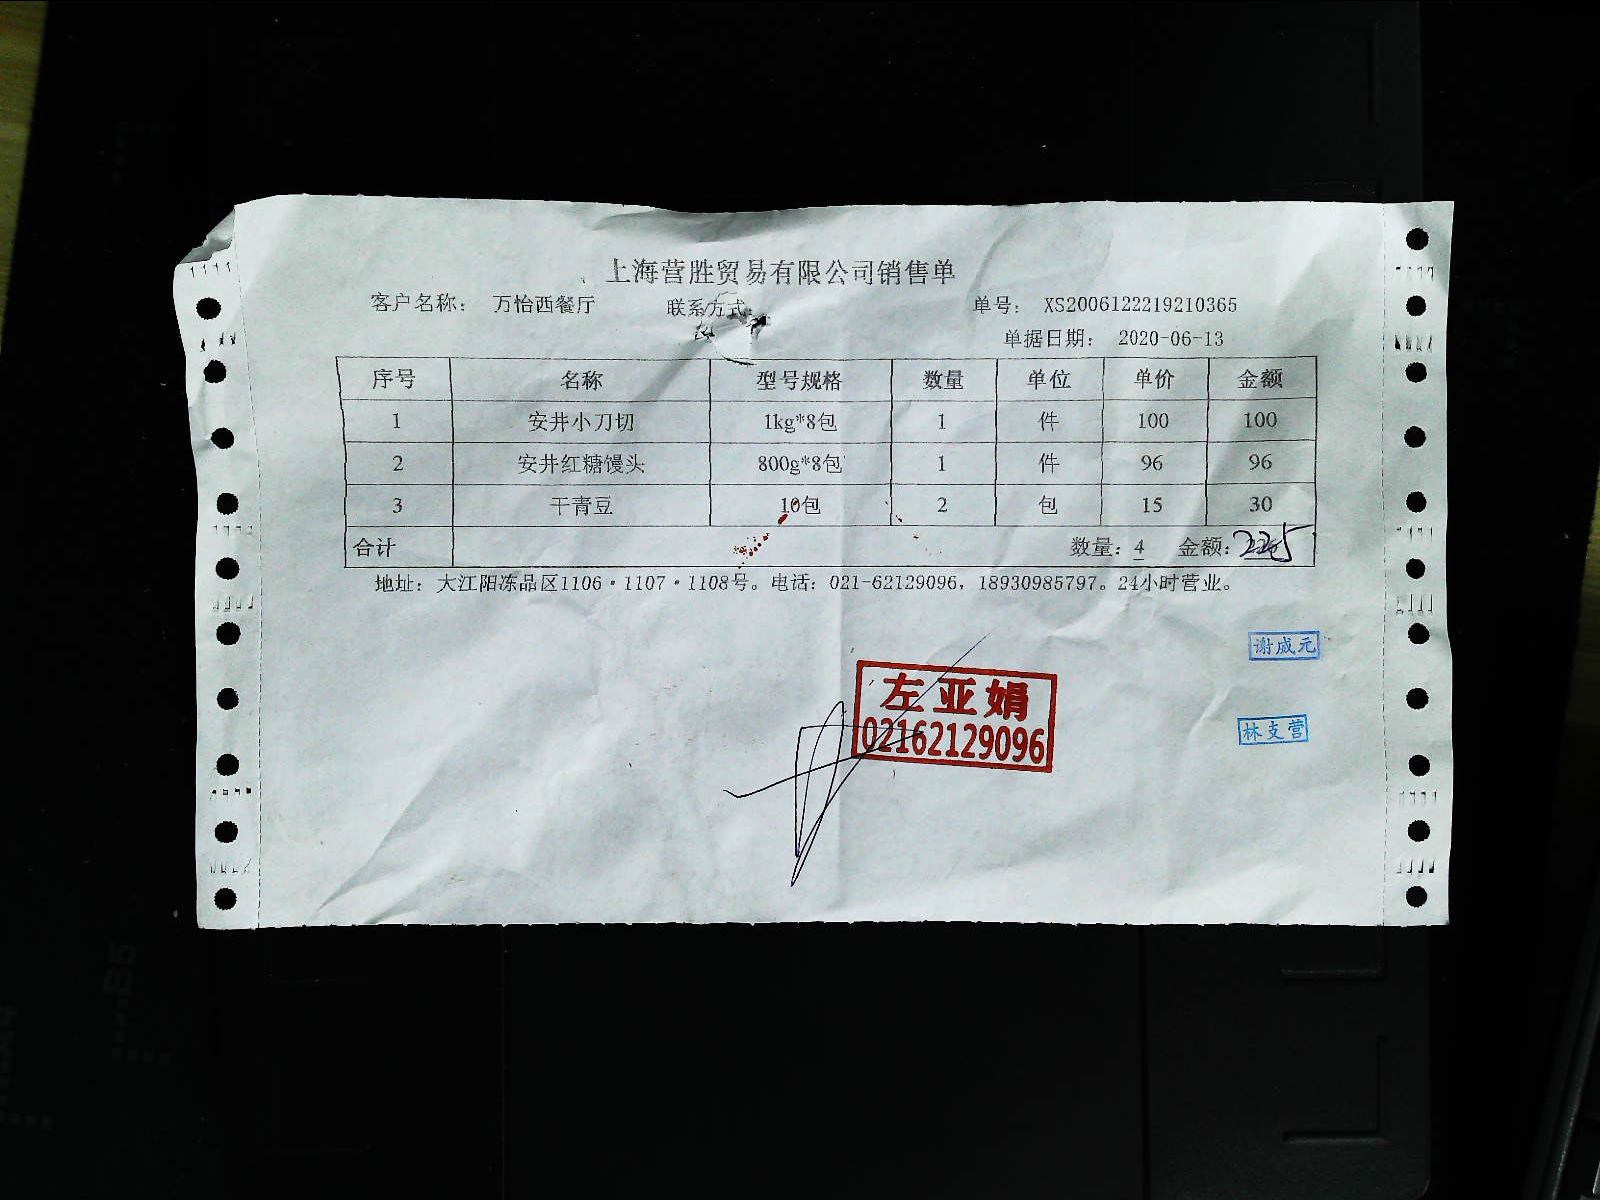 上海营胜贸易有限公司销售单
客户名称： 万怡西餐厅 联系方式： 单号： XS2006122219210365
单据日期： 2020-06-13
序号 名称 型号规格 数量 单位 单价 金额
1 安井小刀切 1kg*8包 1 件 100 100
2 安井红糖馒头 800g*8包 1 件 96 96
3 干青豆 10包 2 包 15 30
合计 数量：4 金额：
地址：大江阳冻品区1106·1107·1108号。电话：021-62129096，18930985797。24小时营业。
谢成元
左亚娟
02162129096
林支营
B5